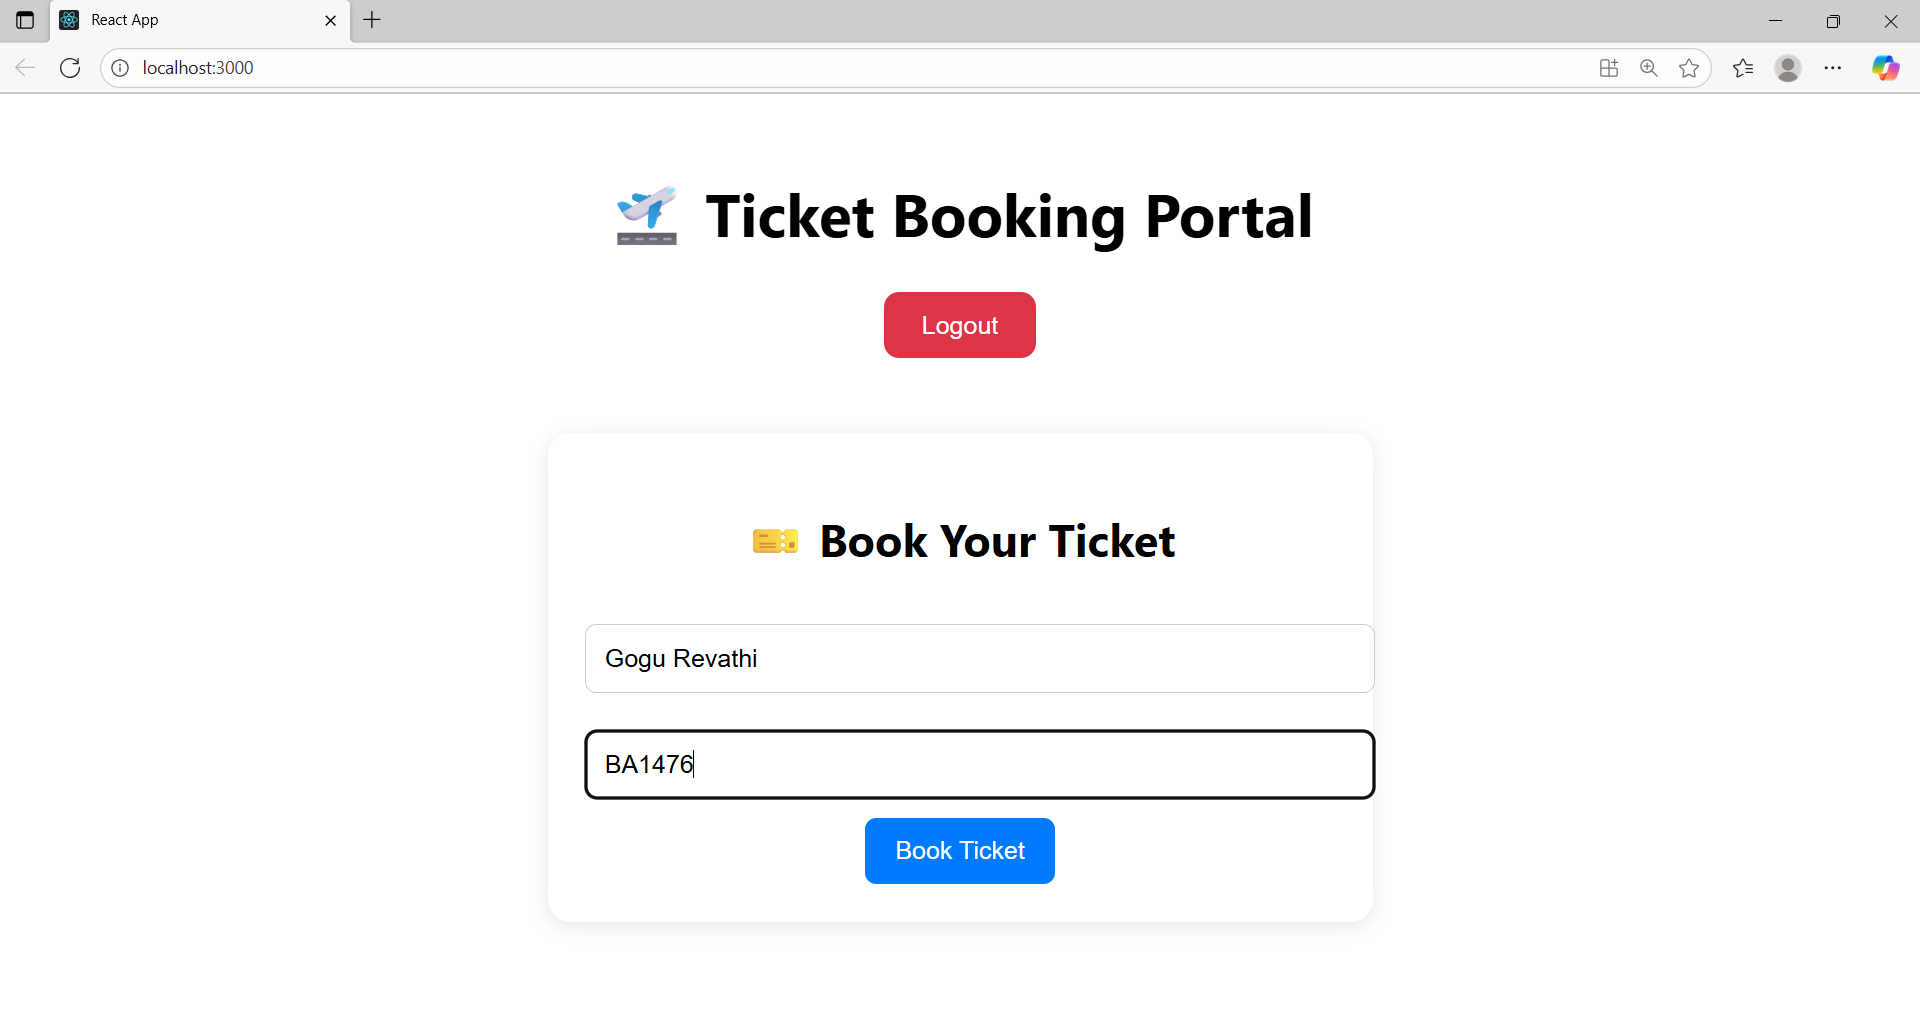 React App
localhost:3000
Ticket Booking Portal
Logout
Book Your Ticket
Gogu Revathi
BA1476
Book Ticket